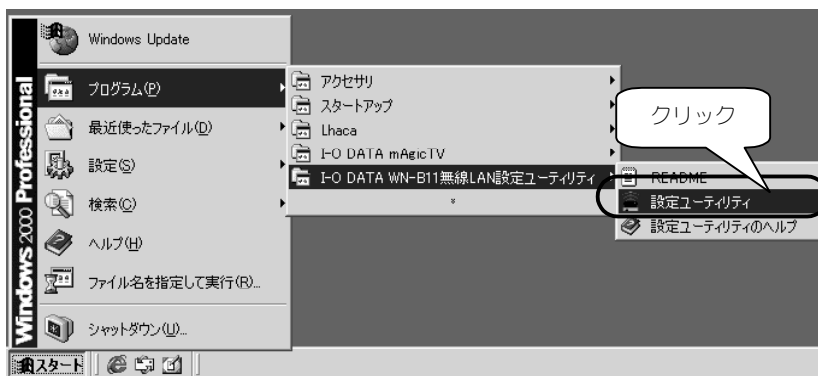 Windows 2000 Professional
Windows Update
プログラム(P)
最近使ったファイル(D)
設定(S)
検索(C)
ヘルプ(H)
ファイル名を指定して実行(R)...
シャットダウン(U)...
スタート
アクセサリ
スタートアップ
Lhaca
I-O DATA mAgicTV
I-O DATA WN-B11無線LAN設定ユーティリティ
クリック
README
設定ユーティリティ
設定ユーティリティのヘルプ